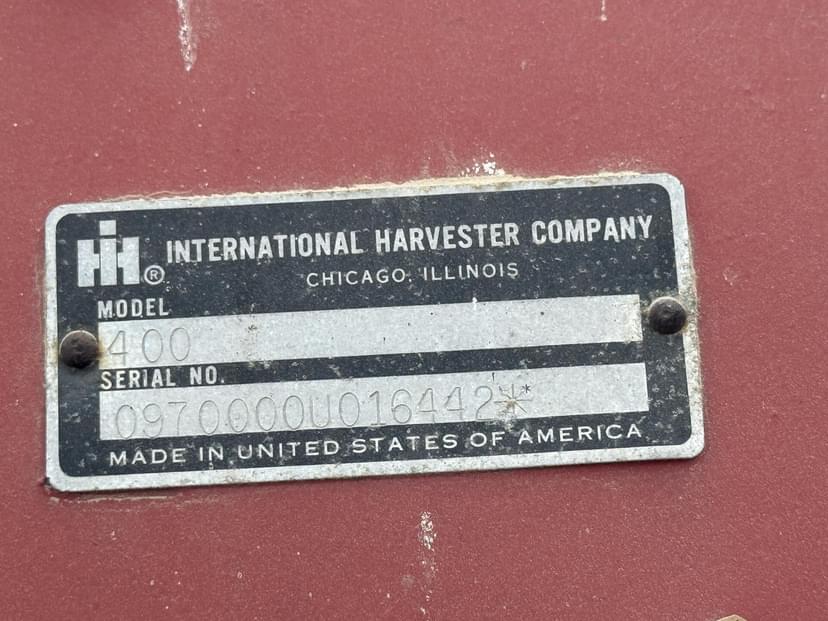 IH® INTERNATIONAL HARVESTER COMPANY
CHICAGO, ILLINOIS
MODEL
400
SERIAL NO.
0970000U016442**
MADE IN UNITED STATES OF AMERICA